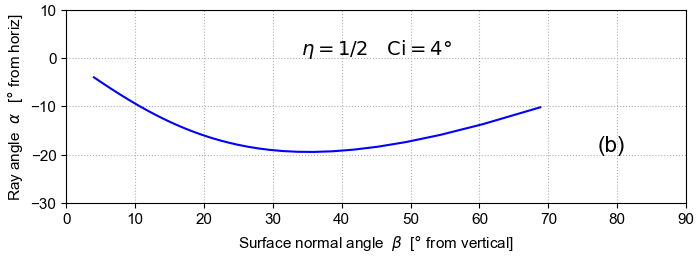 10
0
−10
−20
−30
Ray angle α [° from horiz]
η = 1/2 Ci = 4°
(b)
0 10 20 30 40 50 60 70 80 90
Surface normal angle β [° from vertical]